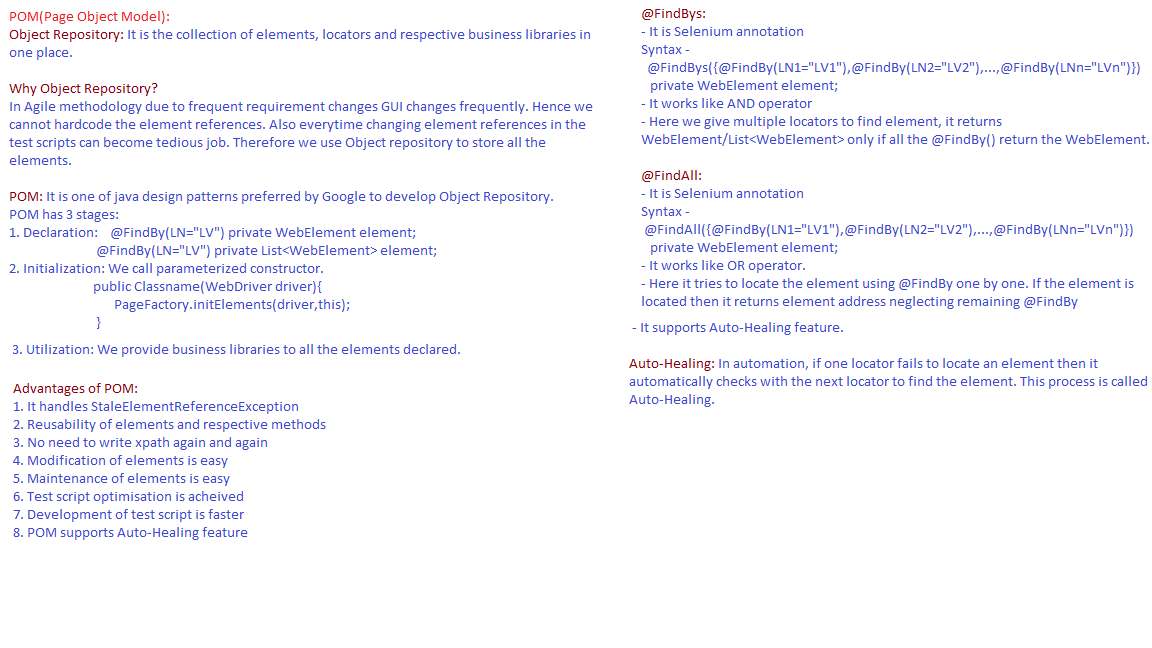 POM(Page Object Model):
Object Repository: It is the collection of elements, locators and respective business libraries in
one place.
Why Object Repository?
In Agile methodology due to frequent requirement changes GUI changes frequently. Hence we
cannot hardcode the element references. Also everytime changing element references in the
test scripts can become tedious job. Therefore we use Object repository to store all the
elements.
POM: It is one of java design patterns preferred by Google to develop Object Repository.
POM has 3 stages:
1. Declaration: @FindBy(LN="LV") private WebElement element;
@FindBy(LN="LV") private List<WebElement> element;
2. Initialization: We call parameterized constructor.
public Classname(WebDriver driver){
PageFactory.initElements(driver,this);
}
3. Utilization: We provide business libraries to all the elements declared.
Advantages of POM:
1. It handles StaleElementReferenceException
2. Reusability of elements and respective methods
3. No need to write xpath again and again
4. Modification of elements is easy
5. Maintenance of elements is easy
6. Test script optimisation is acheived
7. Development of test script is faster
8. POM supports Auto-Healing feature
@FindBys:
- It is Selenium annotation
Syntax -
@FindBys({@FindBy(LN1="LV1"),@FindBy(LN2="LV2"),...,@FindBy(LNn="LVn")})
private WebElement element;
- It works like AND operator
- Here we give multiple locators to find element, it returns
WebElement/List<WebElement> only if all the @FindBy() return the WebElement.
@FindAll:
- It is Selenium annotation
Syntax -
@FindAll({@FindBy(LN1="LV1"),@FindBy(LN2="LV2"),...,@FindBy(LNn="LVn")})
private WebElement element;
- It works like OR operator.
- Here it tries to locate the element using @FindBy one by one. If the element is
located then it returns element address neglecting remaining @FindBy
- It supports Auto-Healing feature.
Auto-Healing: In automation, if one locator fails to locate an element then it
automatically checks with the next locator to find the element. This process is called
Auto-Healing.